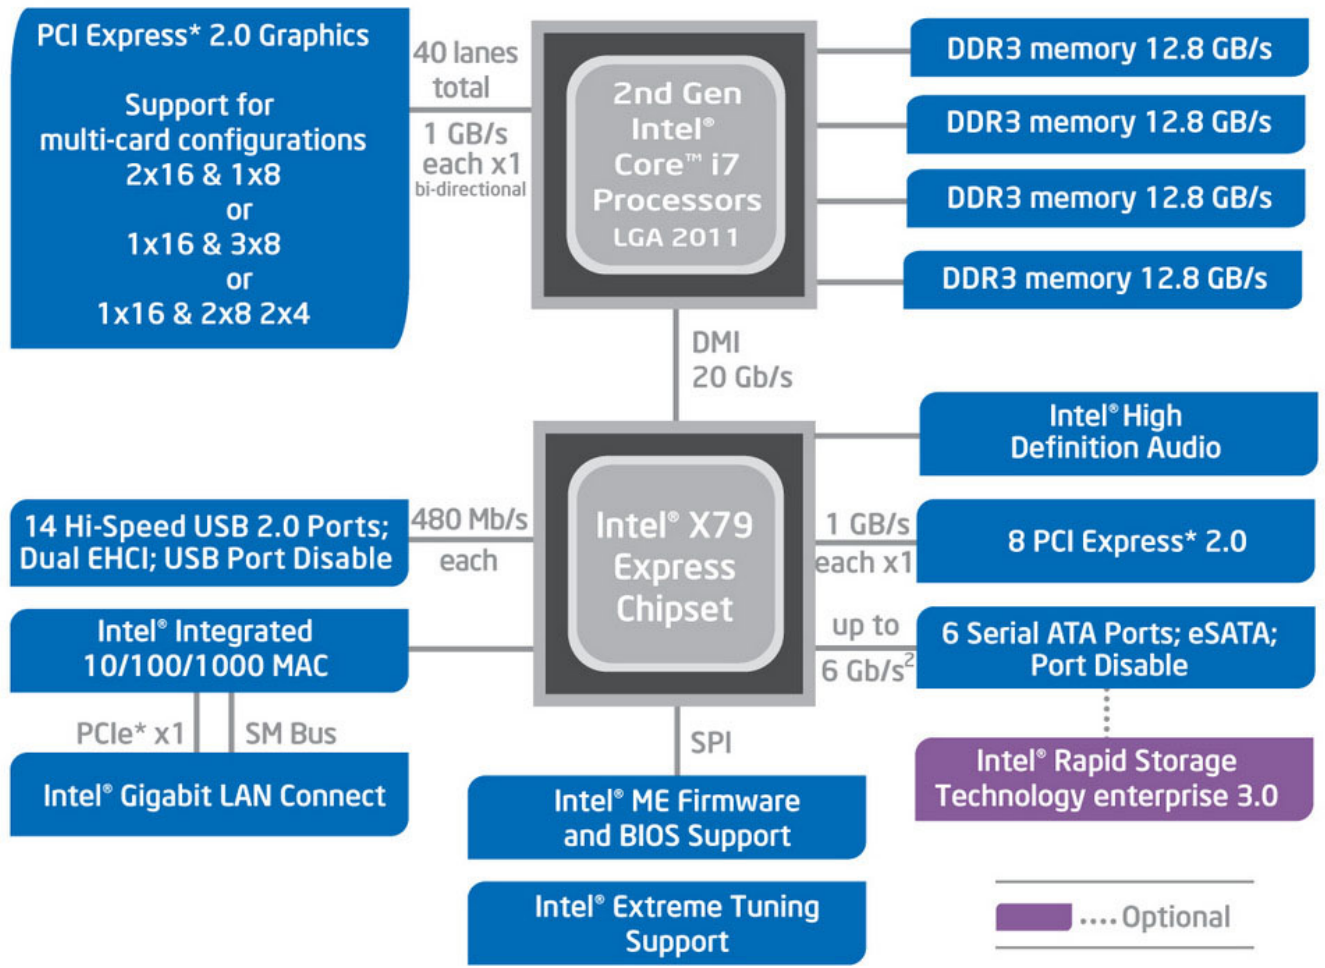 PCI Express* 2.0 Graphics
Support for
multi-card configurations
2x16 & 1x8
or
1x16 & 3x8
or
1x16 & 2x8 2x4
40 lanes
total
1 GB/s
each x1
bi-directional
2nd Gen
Intel®
Core™ i7
Processors
LGA 2011
DDR3 memory 12.8 GB/s
DDR3 memory 12.8 GB/s
DDR3 memory 12.8 GB/s
DDR3 memory 12.8 GB/s
DMI
20 Gb/s
Intel® High
Definition Audio
14 Hi-Speed USB 2.0 Ports;
Dual EHCI; USB Port Disable
480 Mb/s
each
Intel® X79
Express
Chipset
1 GB/s
each x1
8 PCI Express* 2.0
Intel® Integrated
10/100/1000 MAC
up to
6 Gb/s²
6 Serial ATA Ports; eSATA;
Port Disable
PCIe* x1
SM Bus
SPI
Intel® Gigabit LAN Connect
Intel® ME Firmware
and BIOS Support
Intel® Rapid Storage
Technology enterprise 3.0
Intel® Extreme Tuning
Support
.... Optional